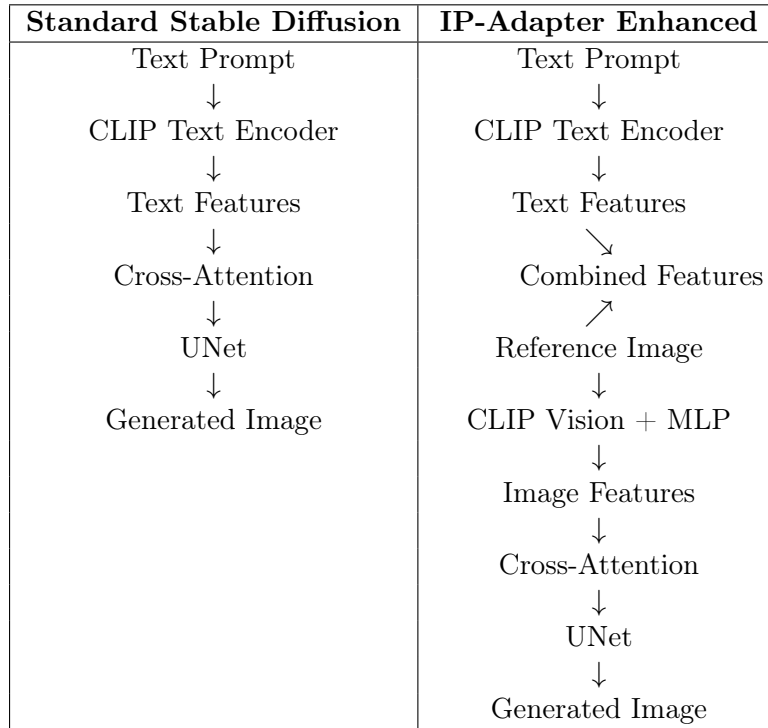 Standard Stable Diffusion | IP-Adapter Enhanced
Text Prompt | Text Prompt
↓ | ↓
CLIP Text Encoder | CLIP Text Encoder
↓ | ↓
Text Features | Text Features
↓ | ↘
Cross-Attention | Combined Features
↓ | ↗
UNet | Reference Image
↓ | ↓
Generated Image | CLIP Vision + MLP
↓
Image Features
↓
Cross-Attention
↓
UNet
↓
Generated Image